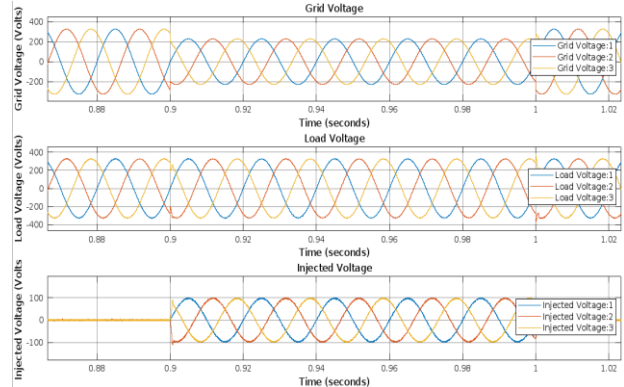 Grid Voltage
Grid Voltage (Volts)
400
200
0
-200
Grid Voltage:1
Grid Voltage:2
Grid Voltage:3
0.88 0.9 0.92 0.94 0.96 0.98 1 1.02
Time (seconds)
Load Voltage
Load Voltage (Volts)
400
200
0
-200
-400
Load Voltage:1
Load Voltage:2
Load Voltage:3
0.88 0.9 0.92 0.94 0.96 0.98 1 1.02
Time (seconds)
Injected Voltage
Injected Voltage (Volts
100
0
-100
Injected Voltage:1
Injected Voltage:2
Injected Voltage:3
0.88 0.9 0.92 0.94 0.96 0.98 1 1.02
Time (seconds)